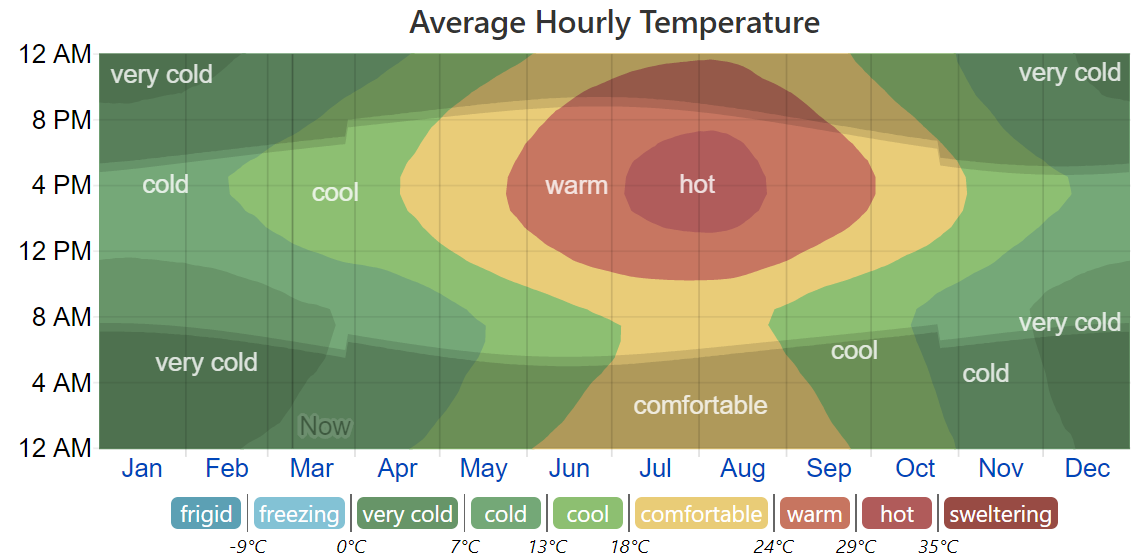 Average Hourly Temperature
12 AM
very cold
very cold
8 PM
4 PM
cold
cool
warm
hot
12 PM
8 AM
very cold
very cold
cool
cold
4 AM
comfortable
Now
12 AM
Jan Feb Mar Apr May Jun Jul Aug Sep Oct Nov Dec
frigid freezing very cold cold cool comfortable warm hot sweltering
-9°C 0°C 7°C 13°C 18°C 24°C 29°C 35°C